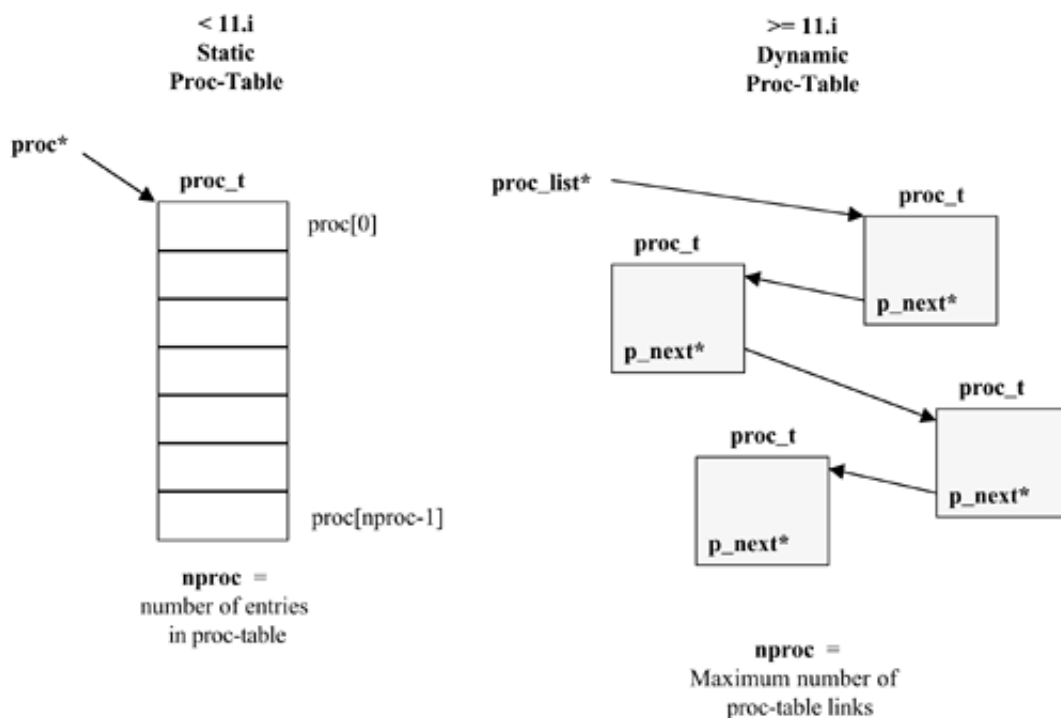 < 11.i
Static
Proc-Table
proc*
proc_t
proc[0]
proc[nproc-1]
nproc =
number of entries
in proc-table
>= 11.i
Dynamic
Proc-Table
proc_list*
proc_t
p_next*
proc_t
p_next*
proc_t
p_next*
proc_t
p_next*
nproc =
Maximum number of
proc-table links